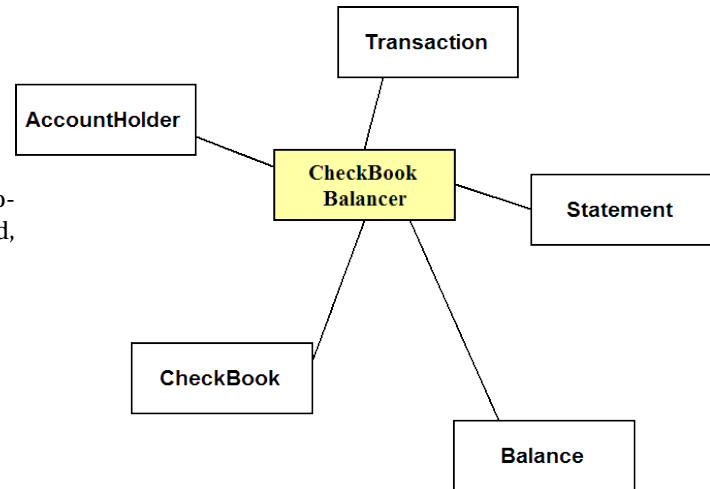 Transaction
AccountHolder
CheckBook
Balancer
Statement
d,
CheckBook
Balance